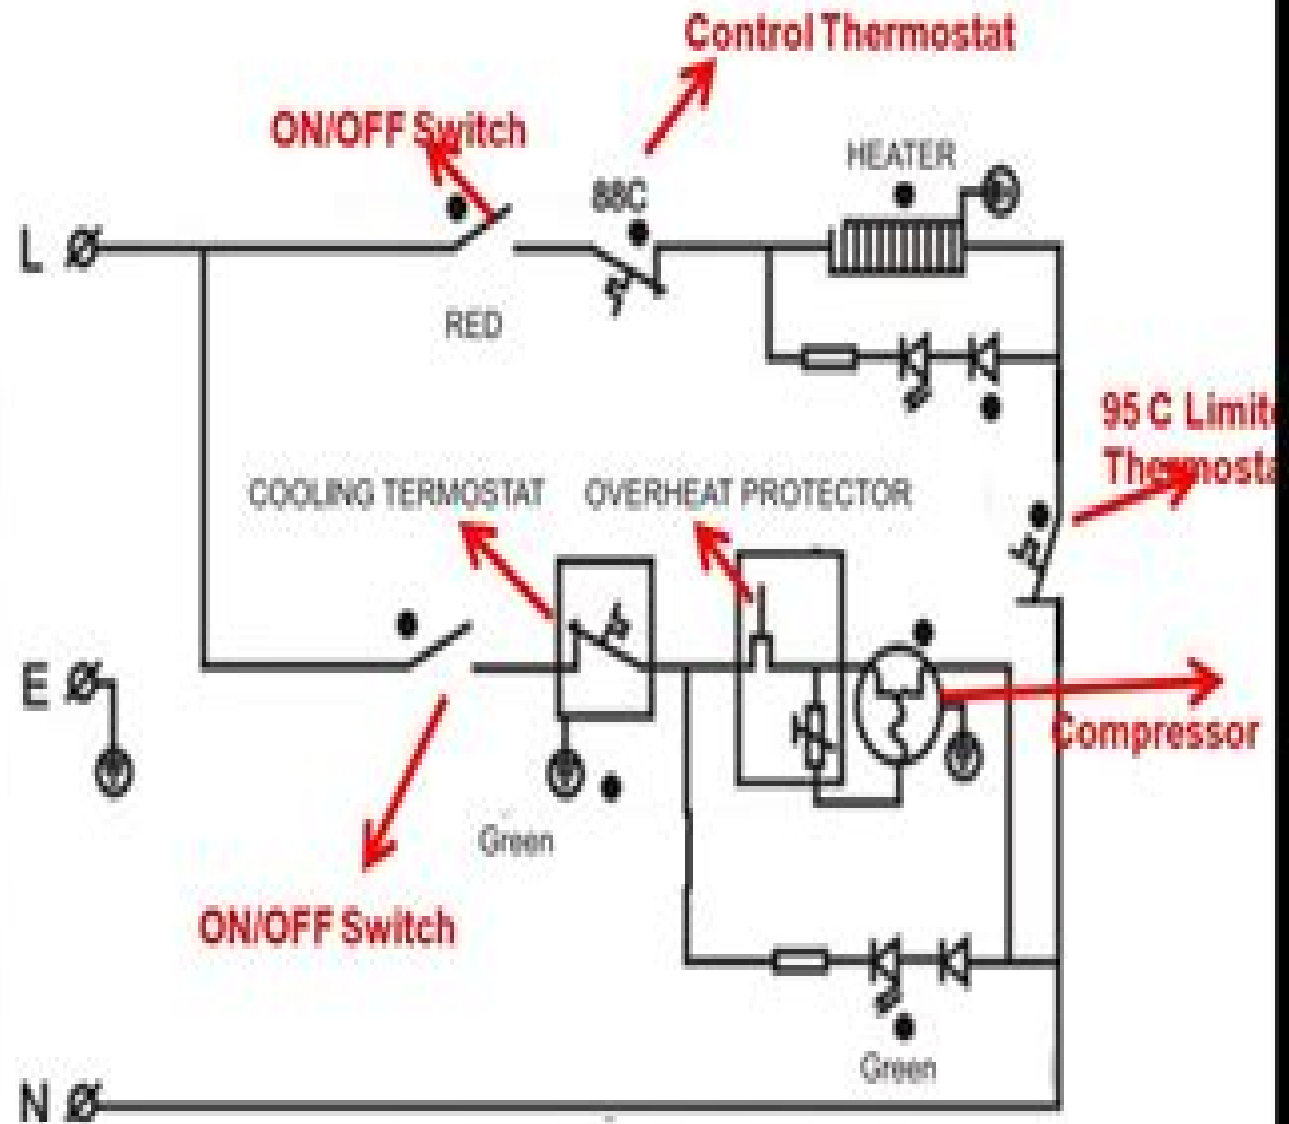 Control Thermostat
ON/OFF Switch
HEATER
88C
L
RED
95 C Limit
COOLING TERMOSTAT
OVERHEAT PROTECTOR
E
Compressor
Green
ON/OFF Switch
Green
N